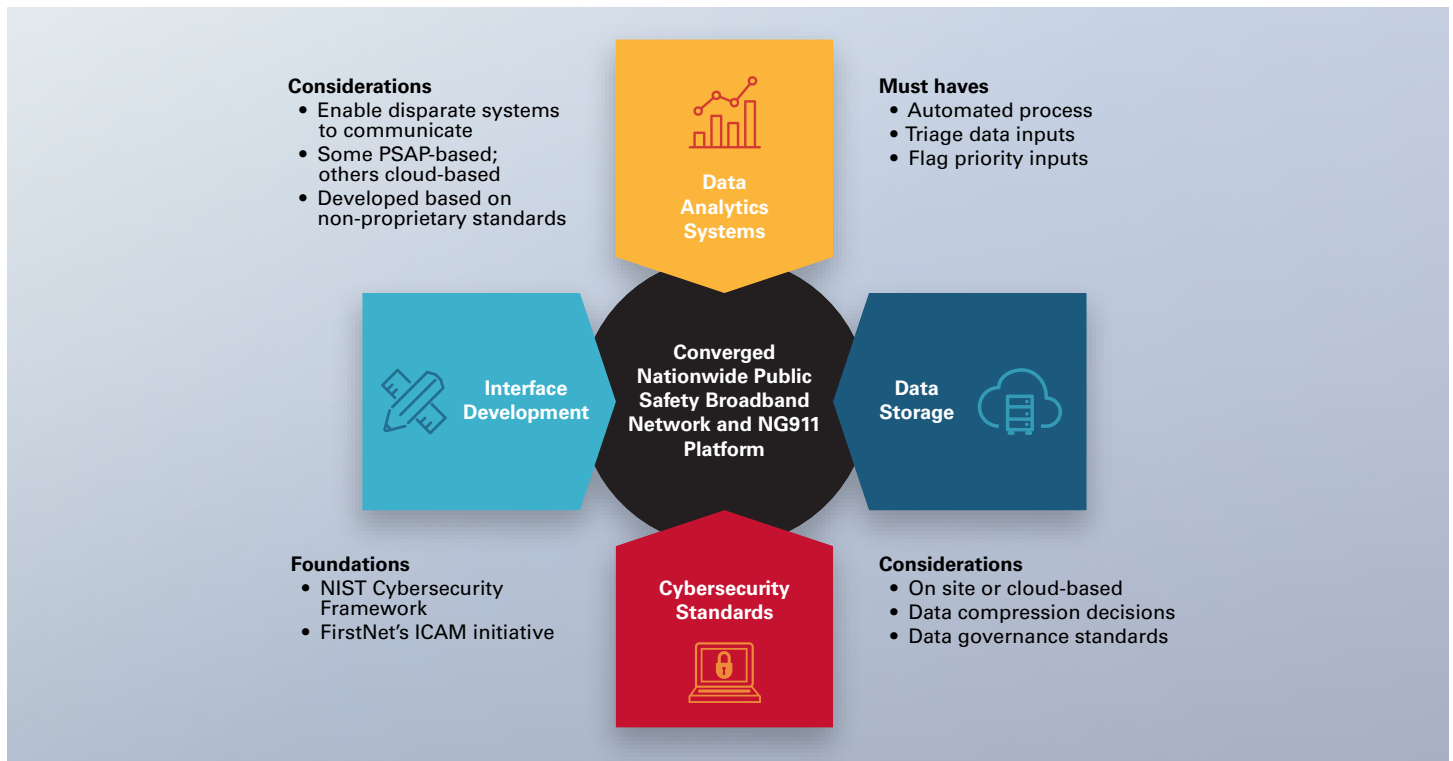 Considerations
• Enable disparate systems
to communicate
• Some PSAP-based;
others cloud-based
• Developed based on
non-proprietary standards
Data
Analytics
Systems
Must haves
• Automated process
• Triage data inputs
• Flag priority inputs
Interface
Development
Converged
Nationwide Public
Safety Broadband
Network and NG911
Platform
Data
Storage
Foundations
• NIST Cybersecurity
Framework
• FirstNet’s ICAM initiative
Cybersecurity
Standards
Considerations
• On site or cloud-based
• Data compression decisions
• Data governance standards